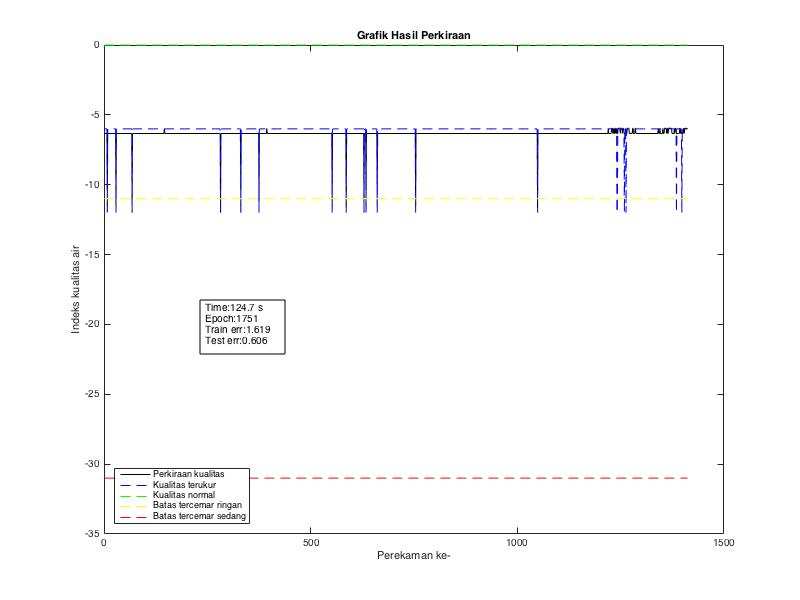 Grafik Hasil Perkiraan
0
-5
-10
-15
-20
-25
-30
-35
Indeks kualitas air
Time:124.7 s
Epoch:1751
Train err:1.619
Test err:0.606
Perkiraan kualitas
Kualitas terukur
Kualitas normal
Batas tercemar ringan
Batas tercemar sedang
0
500
1000
1500
Perekaman ke-